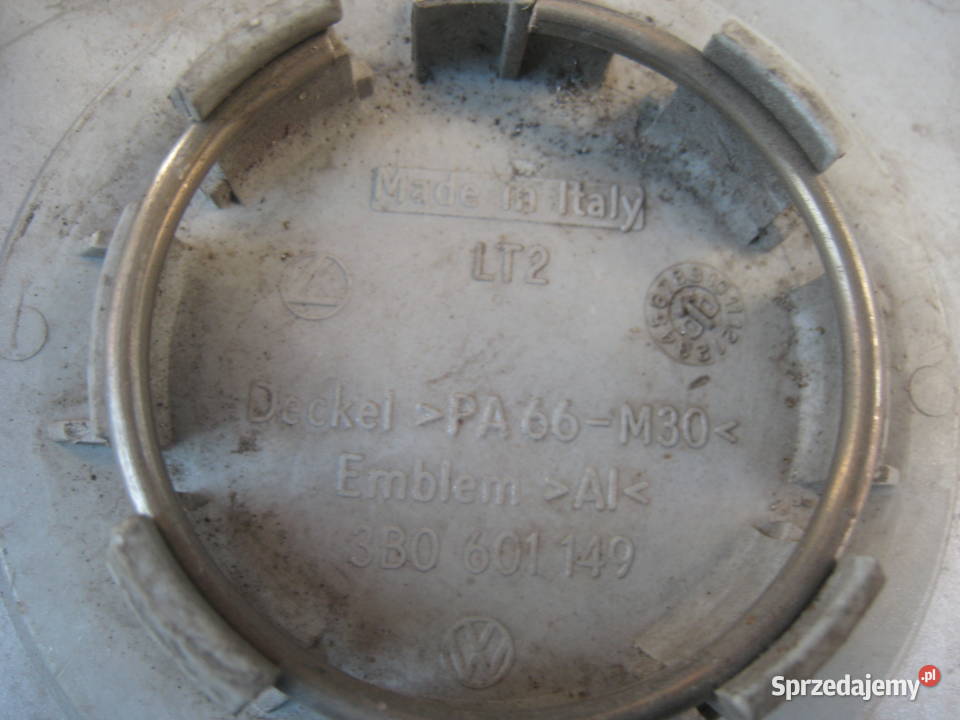 Made in Italy
LT2
Deckel >PA 66-M30<
Emblem >Al<
3B0 601 149
Sprzedajemy.pl